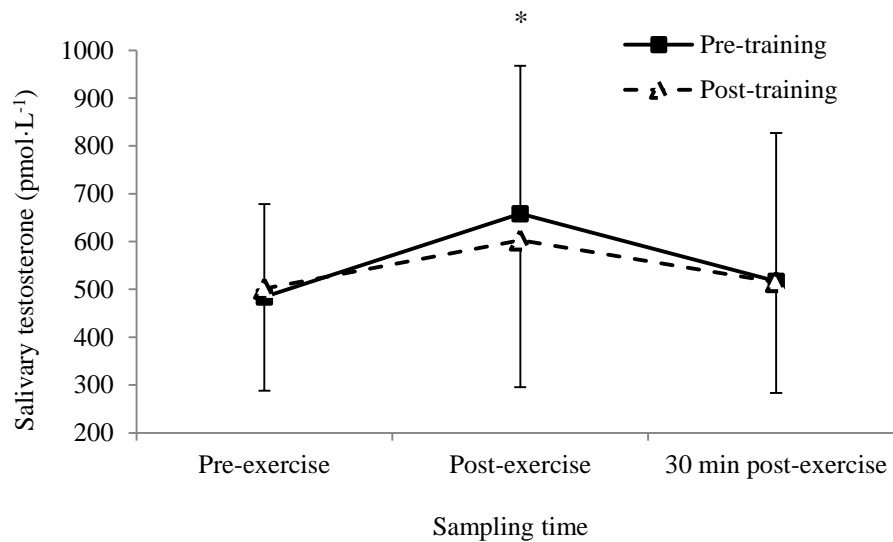 *
1000
900
800
700
600
500
400
300
200
Salivary testosterone (pmol·L⁻¹)
Pre-training
Post-training
Pre-exercise
Post-exercise
30 min post-exercise
Sampling time